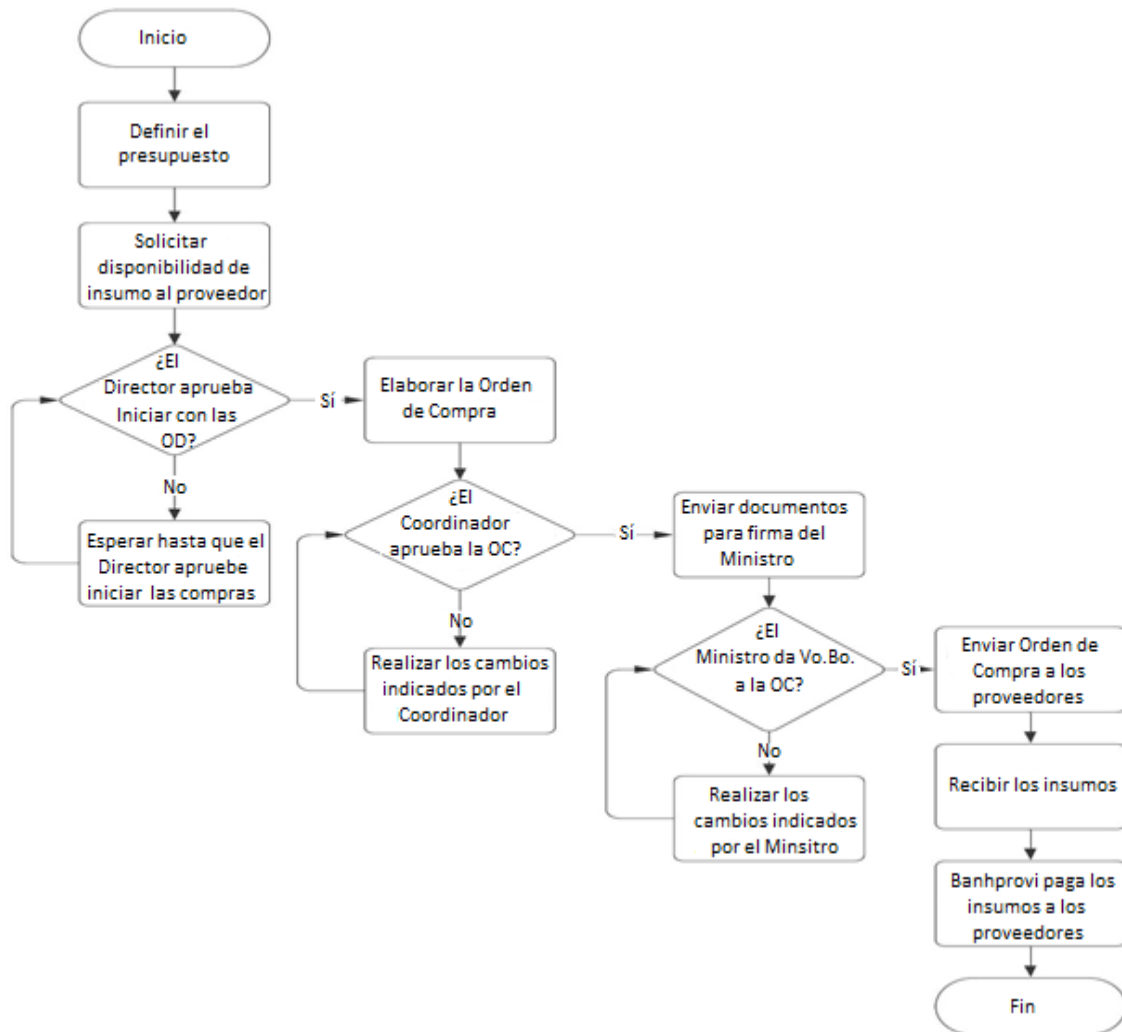 Inicio
Definir el
presupuesto
Solicitar
disponibilidad de
insumo al proveedor
¿El
Director aprueba
Iniciar con las
OD?
Sí
No
Esperar hasta que el
Director apruebe
iniciar las compras
Elaborar la Orden
de Compra
¿El
Coordinador
aprueba la OC?
Sí
No
Realizar los cambios
indicados por el
Coordinador
Enviar documentos
para firma del
Ministro
¿El
Ministro da Vo.Bo.
a la OC?
Sí
No
Realizar los
cambios indicados
por el Minsitro
Enviar Orden de
Compra a los
proveedores
Recibir los insumos
Banhprovi paga los
insumos a los
proveedores
Fin